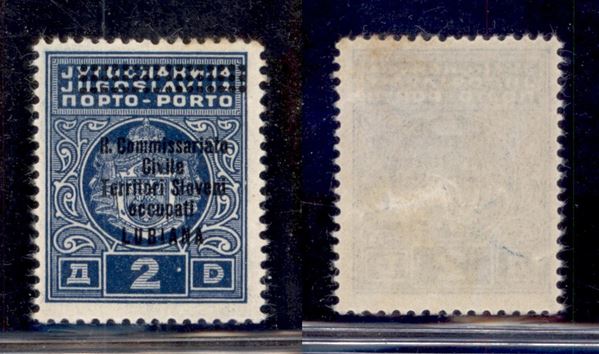 ЈУГОСЛАВИЈА
JUGOSLAVIJA
ПОРТО - PORTO
R. Commissariato
Civile
Territori Sloveni
occupati
LUBIANA
Д 2 D